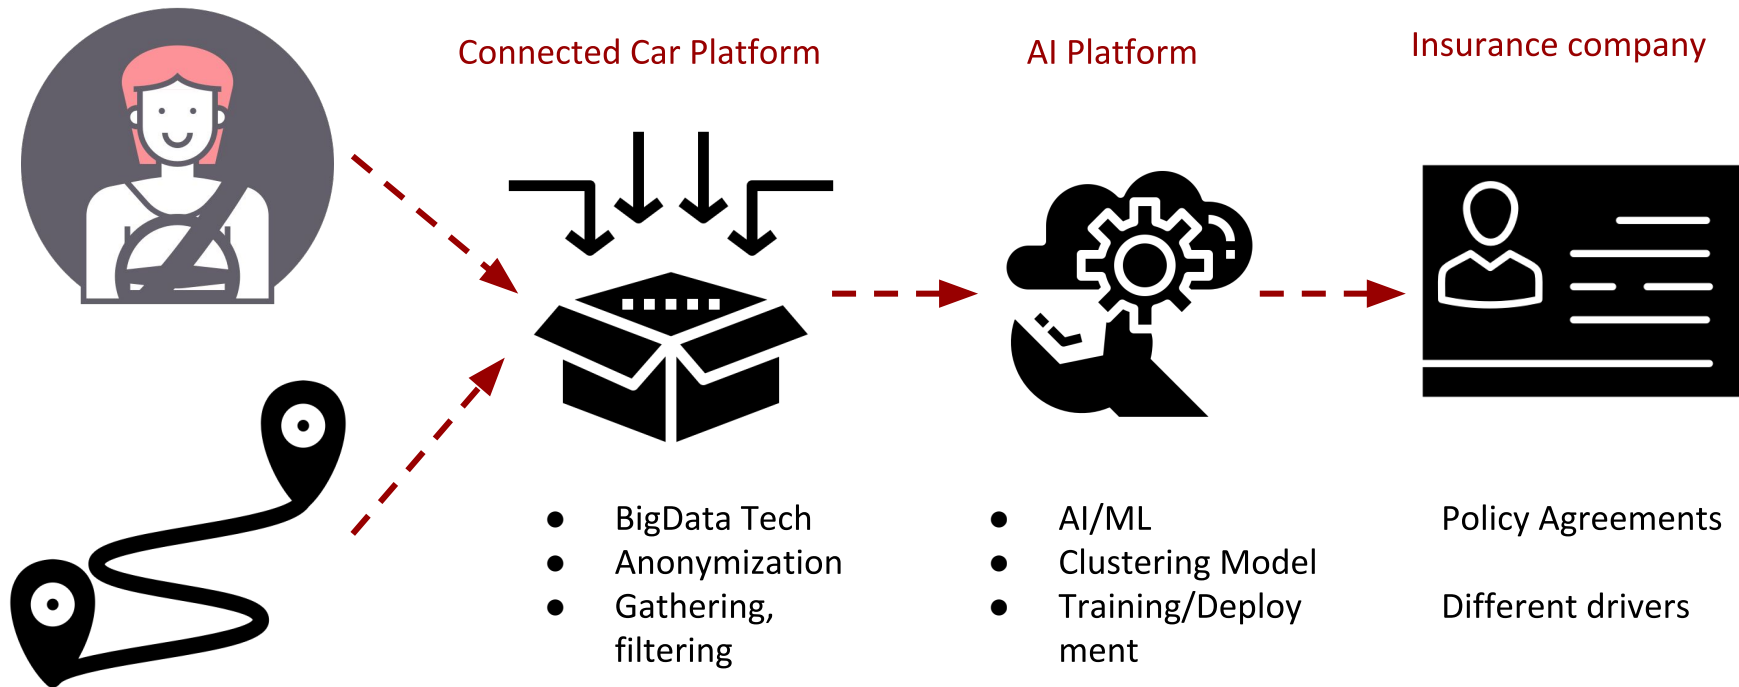 Connected Car Platform
AI Platform
Insurance company
● BigData Tech
● Anonymization
● Gathering,
filtering
● AI/ML
● Clustering Model
● Training/Deploy
ment
Policy Agreements
Different drivers